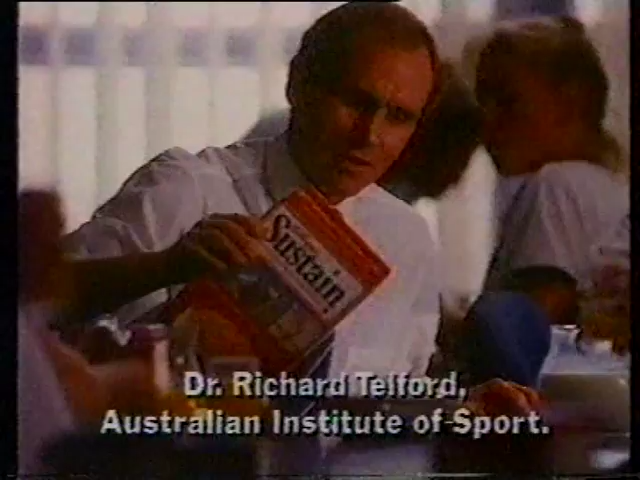 Sustain
Dr. Richard Telford,
Australian Institute of Sport.